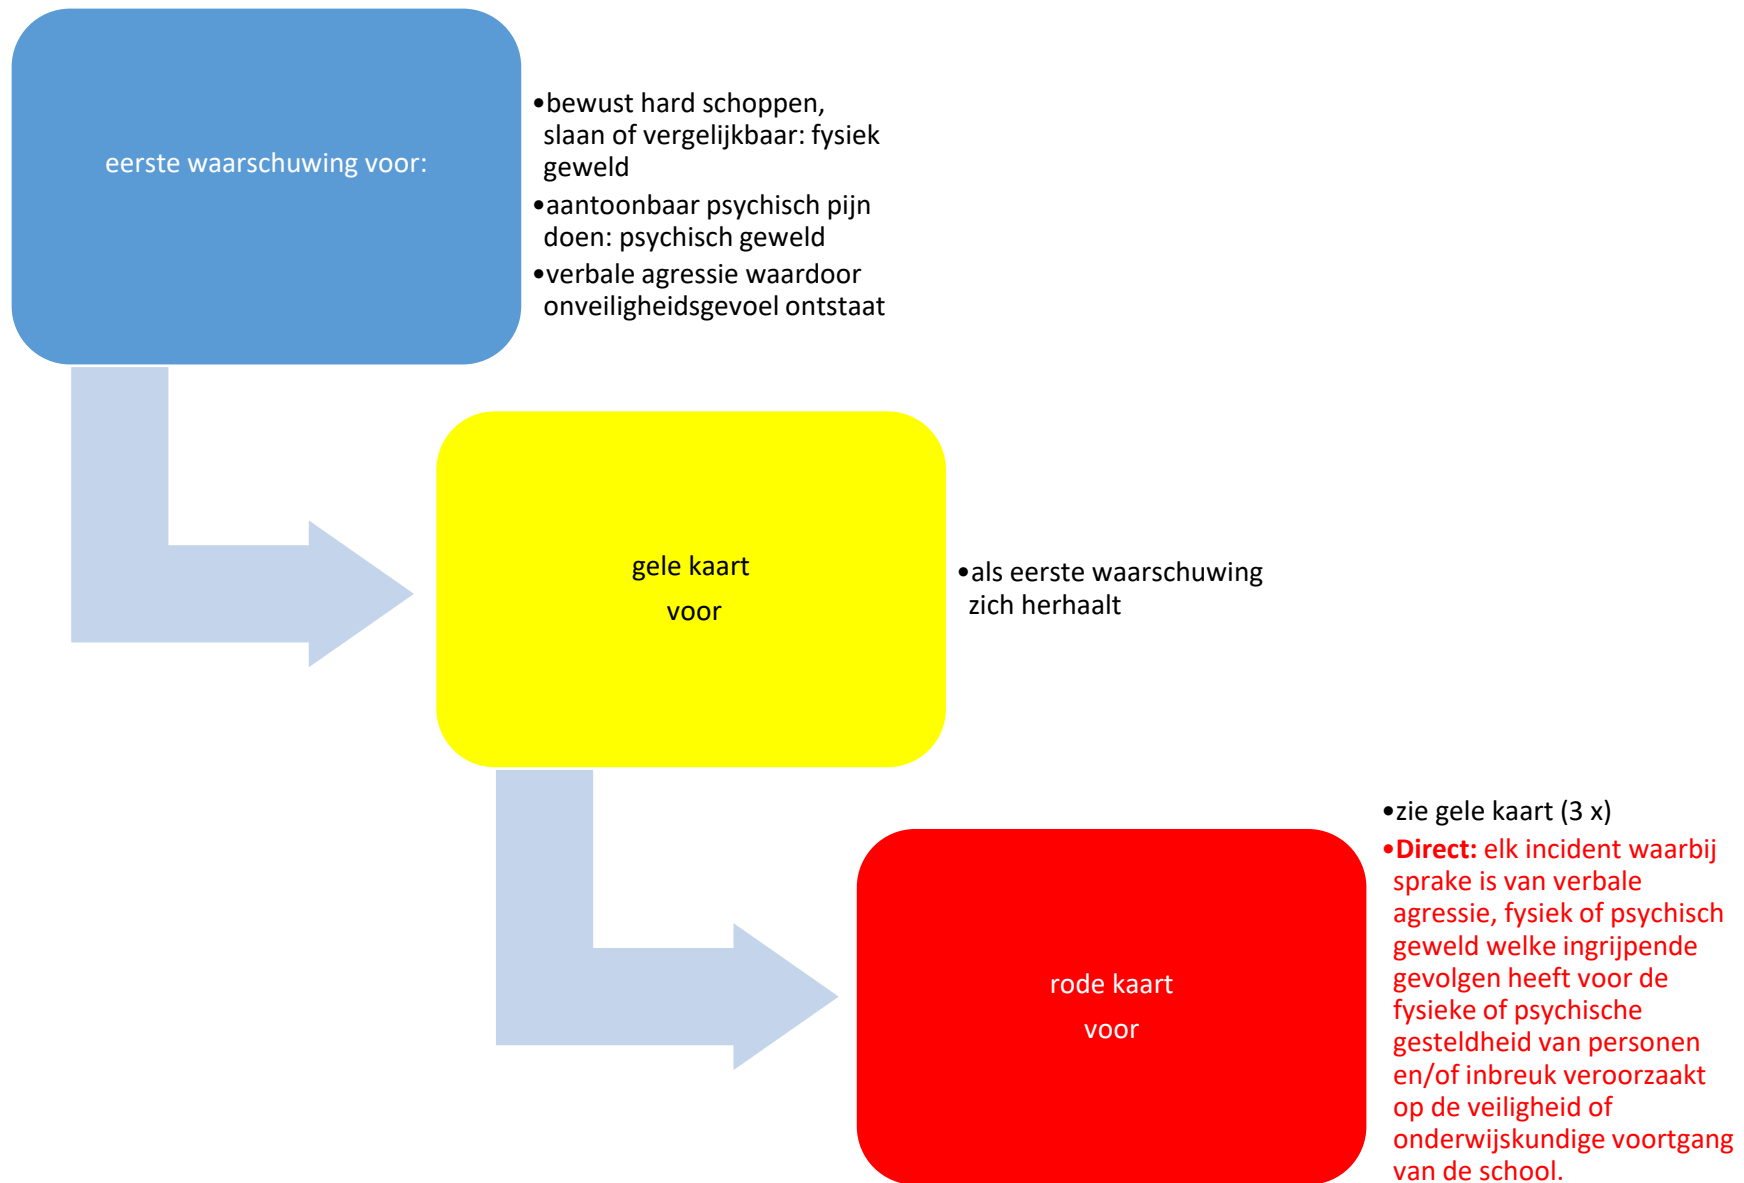 eerste waarschuwing voor:
•bewust hard schoppen,
slaan of vergelijkbaar: fysiek
geweld
•aantoonbaar psychisch pijn
doen: psychisch geweld
•verbale agressie waardoor
onveiligheidsgevoel ontstaat
gele kaart
voor
•als eerste waarschuwing
zich herhaalt
rode kaart
voor
•zie gele kaart (3 x)
•Direct: elk incident waarbij
sprake is van verbale
agressie, fysiek of psychisch
geweld welke ingrijpende
gevolgen heeft voor de
fysieke of psychische
gesteldheid van personen
en/of inbreuk veroorzaakt
op de veiligheid of
onderwijskundige voortgang
van de school.